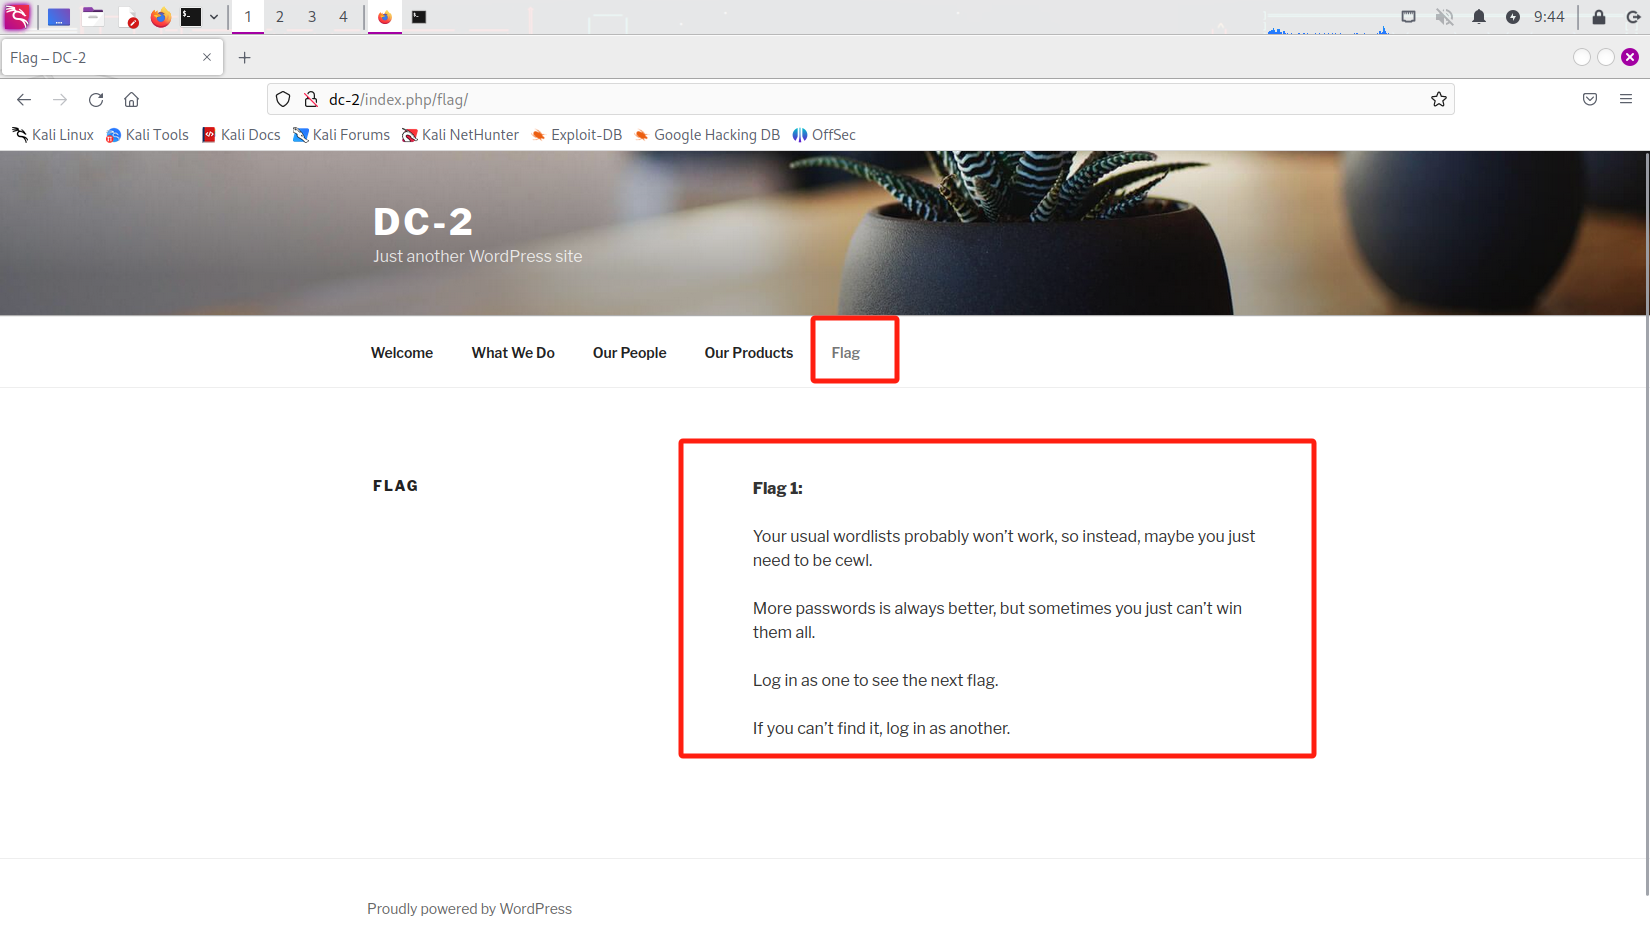 1 2 3 4 9:44
Flag – DC-2
dc-2/index.php/flag/
Kali Linux Kali Tools Kali Docs Kali Forums Kali NetHunter Exploit-DB Google Hacking DB OffSec
DC-2
Just another WordPress site
Welcome What We Do Our People Our Products Flag
FLAG
Flag 1:
Your usual wordlists probably won’t work, so instead, maybe you just
need to be cewl.
More passwords is always better, but sometimes you just can’t win
them all.
Log in as one to see the next flag.
If you can’t find it, log in as another.
Proudly powered by WordPress